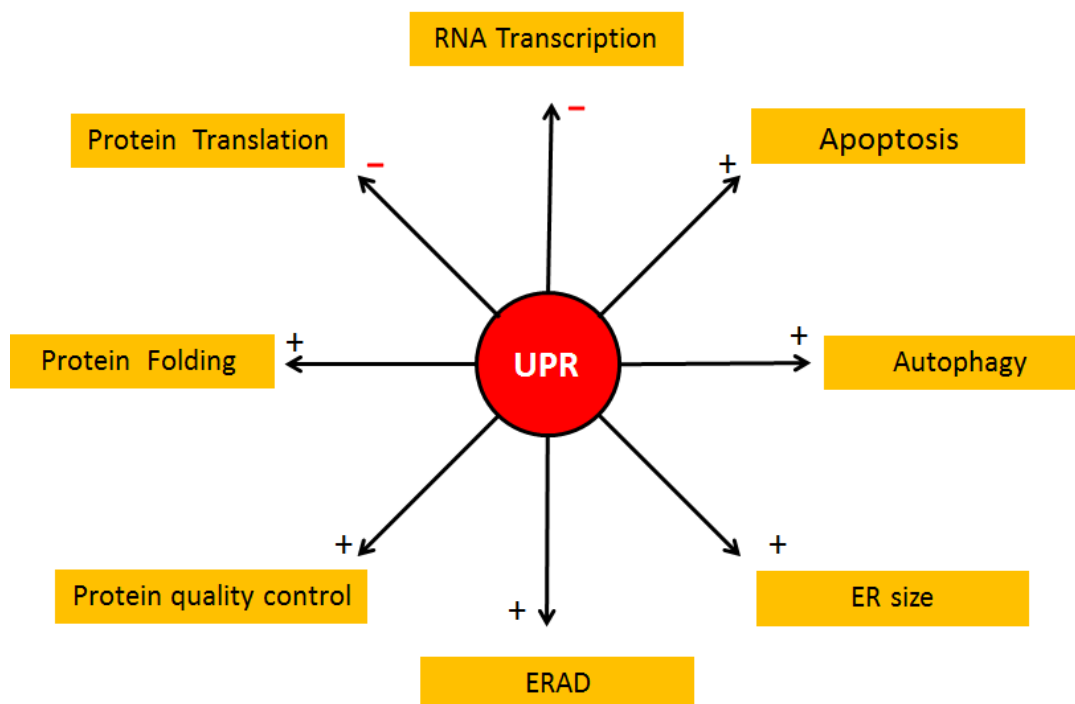 RNA Transcription
−
Protein Translation
−
Apoptosis
+
Protein Folding
+
UPR
+
Autophagy
Protein quality control
+
+
ERAD
+
ER size